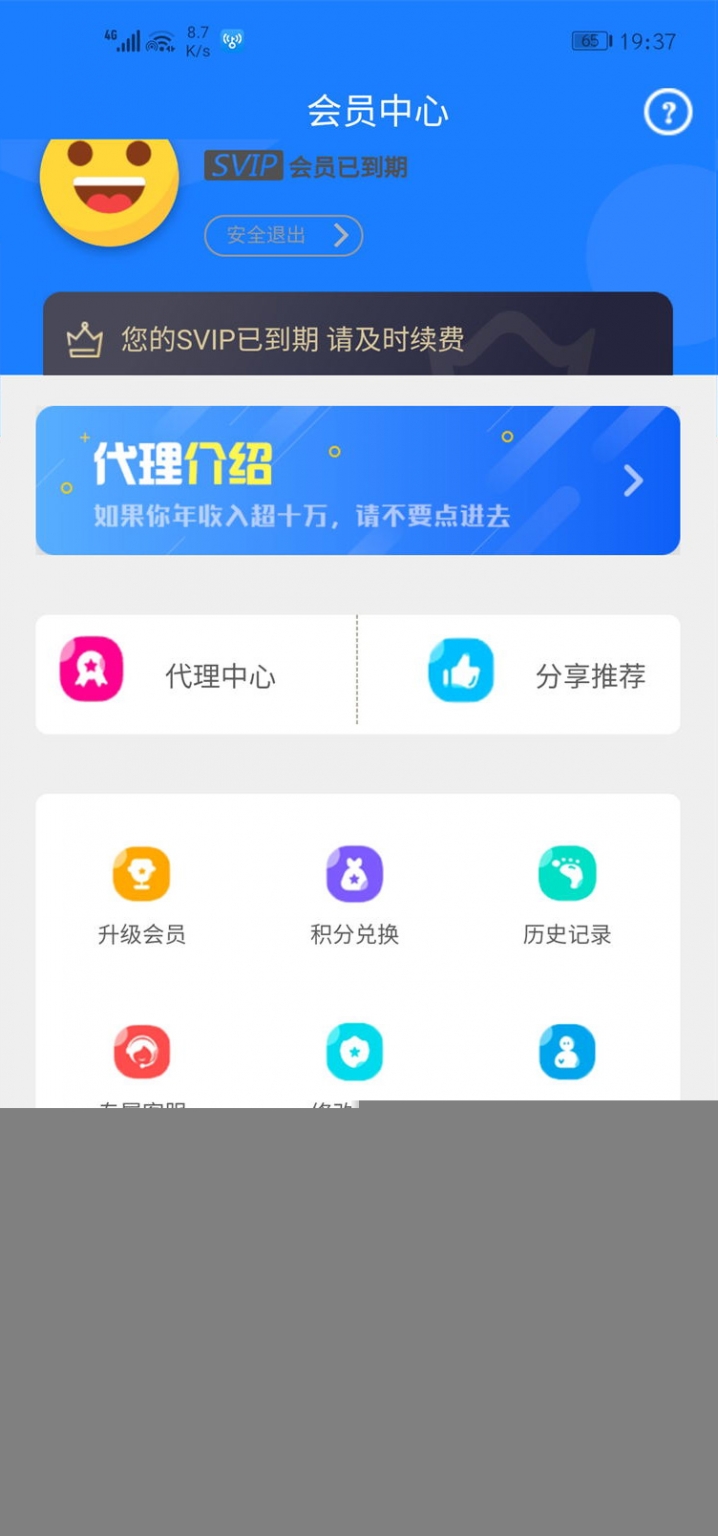 4G 8.7 K/s 65 19:37
会员中心 ?
SVIP 会员已到期
安全退出
您的SVIP已到期 请及时续费
代理介绍
如果你年收入超十万，请不要点进去
代理中心 分享推荐
升级会员 积分兑换 历史记录